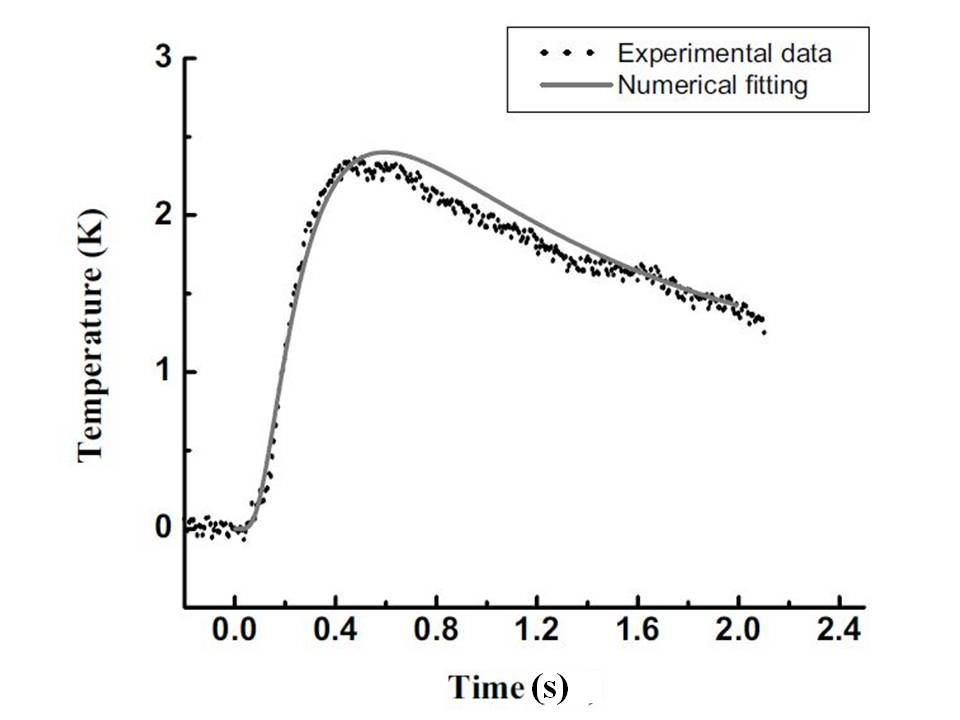 Experimental data
Numerical fitting
3
2
1
0
Temperature (K)
0.0 0.4 0.8 1.2 1.6 2.0 2.4
Time (s)